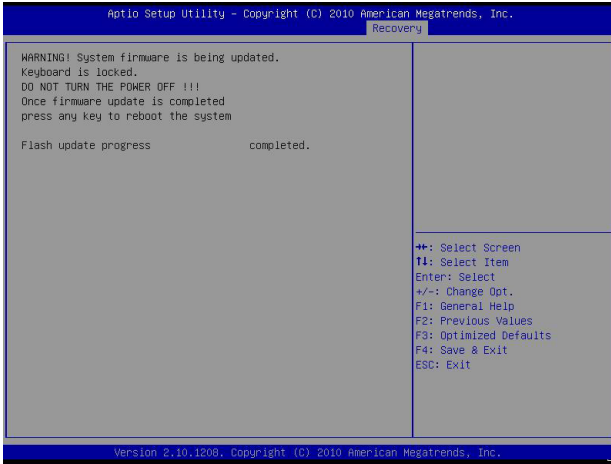 Aptio Setup Utility – Copyright (C) 2010 American Megatrends, Inc.
Recovery
WARNING! System firmware is being updated.
Keyboard is locked.
DO NOT TURN THE POWER OFF !!!
Once firmware update is completed
press any key to reboot the system
Flash update progress completed.
→←: Select Screen
↑↓: Select Item
Enter: Select
+/-: Change Opt.
F1: General Help
F2: Previous Values
F3: Optimized Defaults
F4: Save & Exit
ESC: Exit
Version 2.10.1208. Copyright (C) 2010 American Megatrends, Inc.